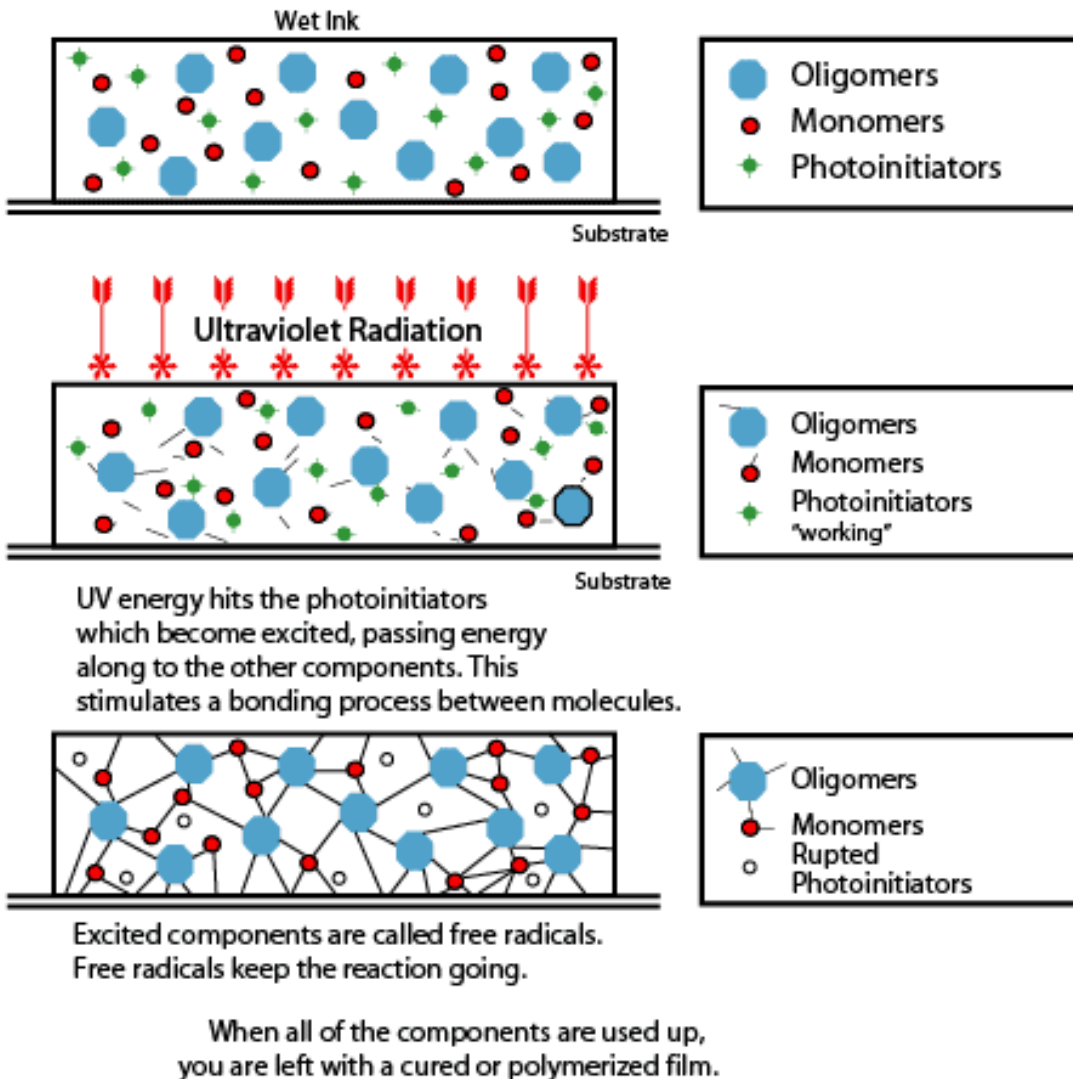 Wet Ink
Oligomers
Monomers
Photoinitiators
Substrate
Ultraviolet Radiation
Oligomers
Monomers
Photoinitiators
"working"
Substrate
UV energy hits the photoinitiators
which become excited, passing energy
along to the other components. This
stimulates a bonding process between molecules.
Oligomers
Monomers
Rupted
Photoinitiators
Excited components are called free radicals.
Free radicals keep the reaction going.
When all of the components are used up,
you are left with a cured or polymerized film.